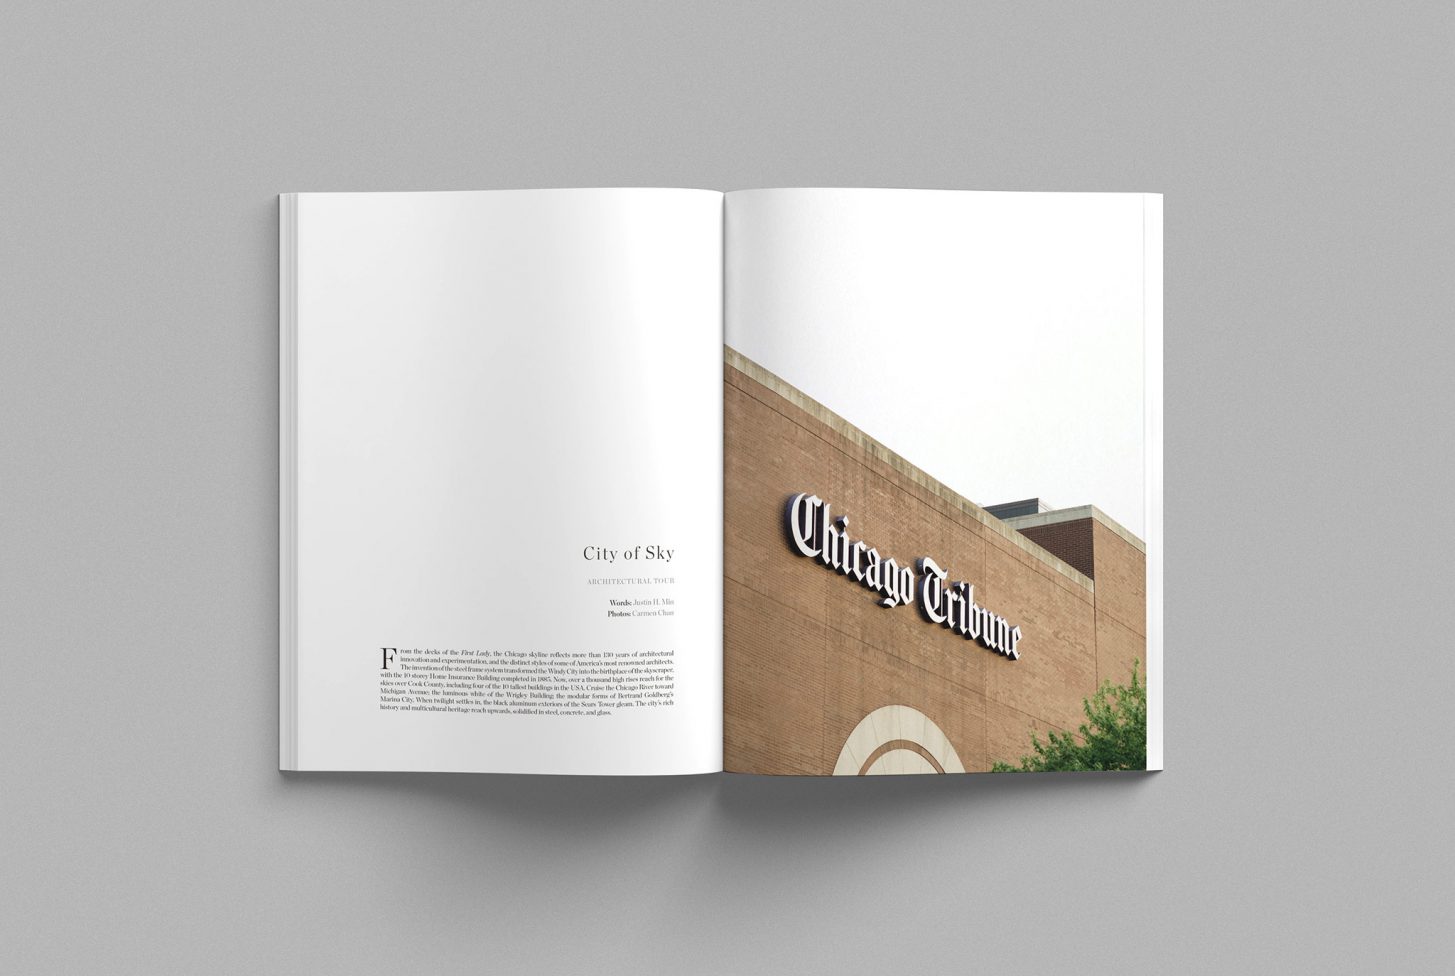 City of Sky
ARCHITECTURAL TOUR
Words: Justin H. Min
Photos: Carmen Chan
From the decks of the First Lady, the Chicago skyline reflects more than 130 years of architectural
innovation and experimentation, and the distinct styles of some of America's most renowned architects.
The invention of the steel frame system transformed the Windy City into the birthplace of the skyscraper,
with the 10 storey Home Insurance Building completed in 1885. Now, over a thousand high rises reach for the
skies over Cook County, including four of the 10 tallest buildings in the USA. Cruise the Chicago River toward
Michigan Avenue; the luminous white of the Wrigley Building; the modular forms of Bertrand Goldberg's
Marina City. When twilight settles in, the black aluminum exteriors of the Sears Tower gleam. The city's rich
history and multicultural heritage reach upwards, solidified in steel, concrete, and glass.
Chicago Tribune